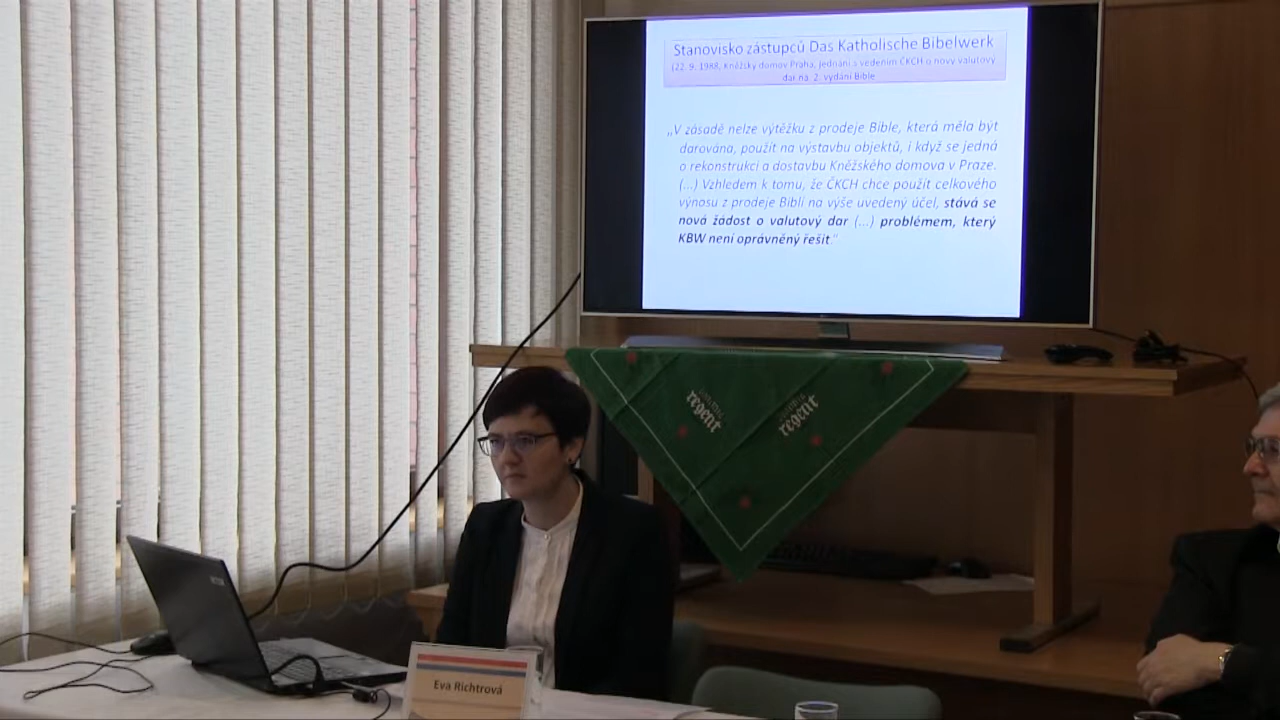 Stanovisko zástupců Das Katholische Bibelwerk
(22. 9. 1988, Kněžský domov Praha, jednání s vedením ČKCH o nový valutový
dar na 2. vydání Bible
„V zásadě nelze výtěžku z prodeje Bible, která měla být
darována, použít na výstavbu objektů, i když se jedná
o rekonstrukci a dostavbu Kněžského domova v Praze.
(...) Vzhledem k tomu, že ČKCH chce použít celkového
výnosu z prodeje Biblí na výše uvedený účel, stává se
nová žádost o valutový dar (...) problémem, který
KBW není oprávněný řešit."
regent
regent
Eva Richtrová